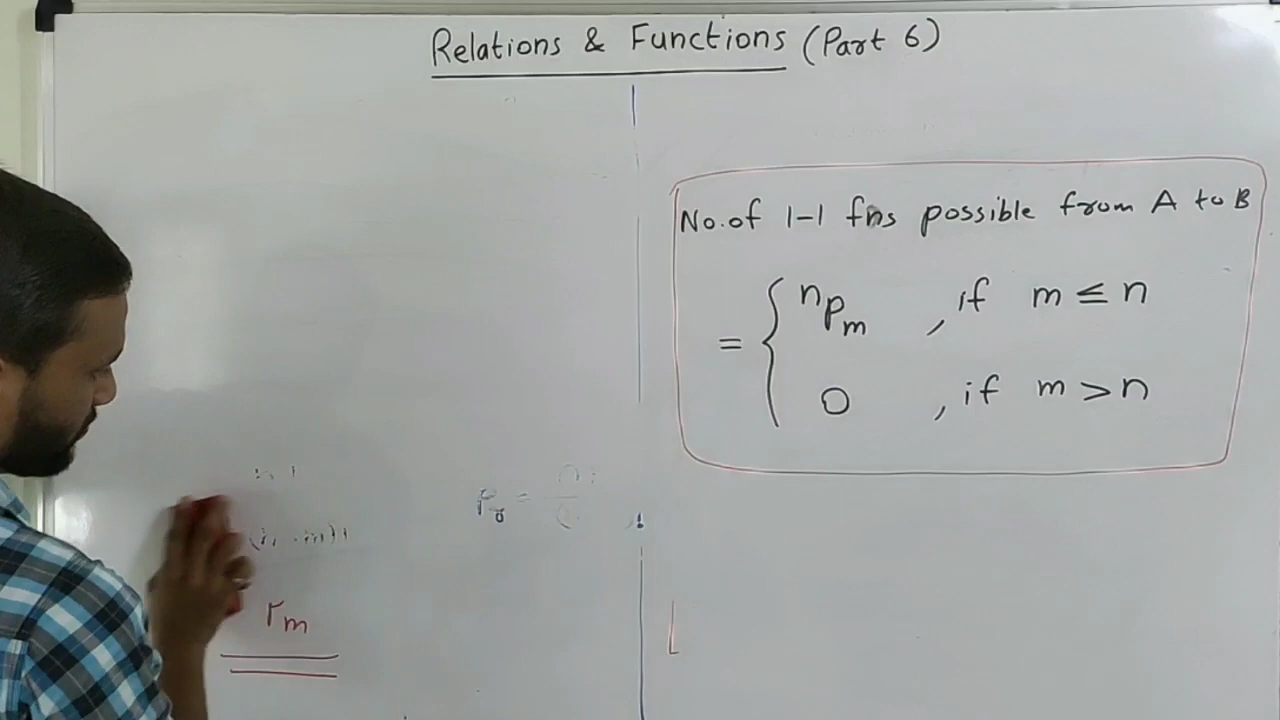 Relations & Functions (Part 6)
No. of 1-1 fns possible from A to B
= { nPm , if m ≤ n
0 , if m > n